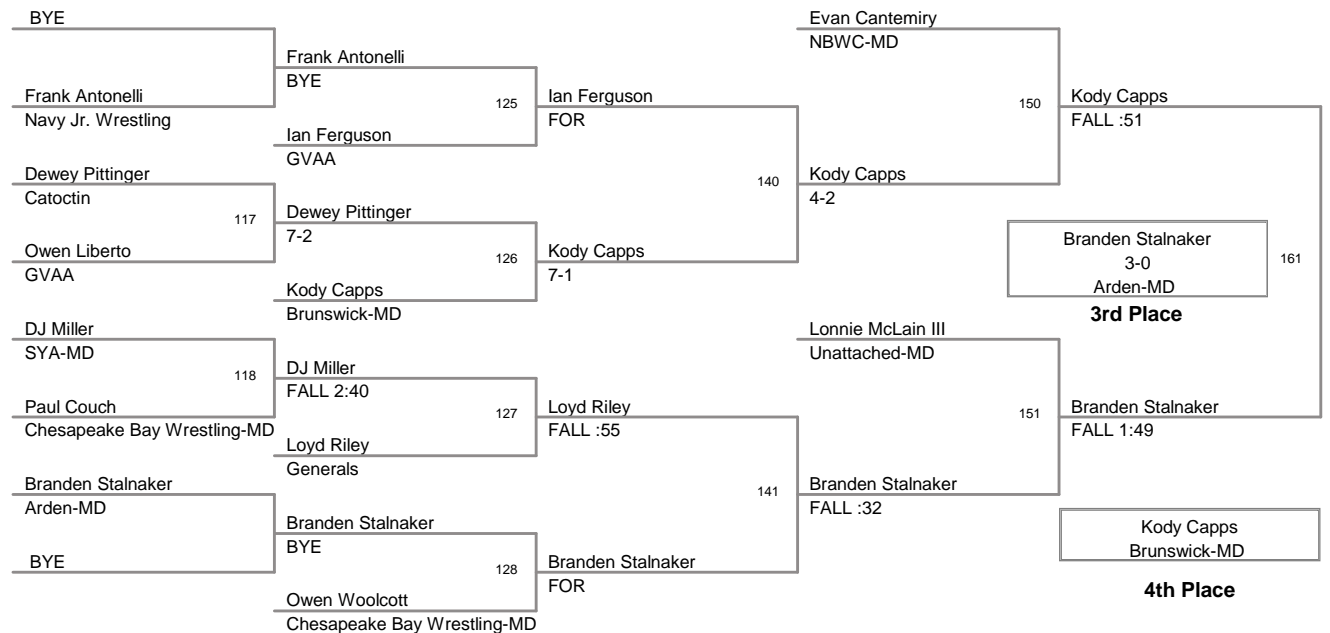 BYE
Frank Antonelli
Navy Jr. Wrestling
Dewey Pittinger
Catoctin
117
Owen Liberto
GVAA
DJ Miller
SYA-MD
118
Paul Couch
Chesapeake Bay Wrestling-MD
Branden Stalnaker
Arden-MD
BYE
Frank Antonelli
BYE
125
Ian Ferguson
GVAA
Dewey Pittinger
7-2
126
Kody Capps
Brunswick-MD
DJ Miller
FALL 2:40
127
Loyd Riley
Generals
Branden Stalnaker
BYE
128
Owen Woolcott
Chesapeake Bay Wrestling-MD
Ian Ferguson
FOR
140
Kody Capps
7-1
Loyd Riley
FALL :55
141
Branden Stalnaker
FOR
Evan Cantemiry
NBWC-MD
150
Kody Capps
4-2
Lonnie McLain III
Unattached-MD
151
Branden Stalnaker
FALL :32
Kody Capps
FALL :51
161
Branden Stalnaker
FALL 1:49
Branden Stalnaker
3-0
Arden-MD
3rd Place
Kody Capps
Brunswick-MD
4th Place